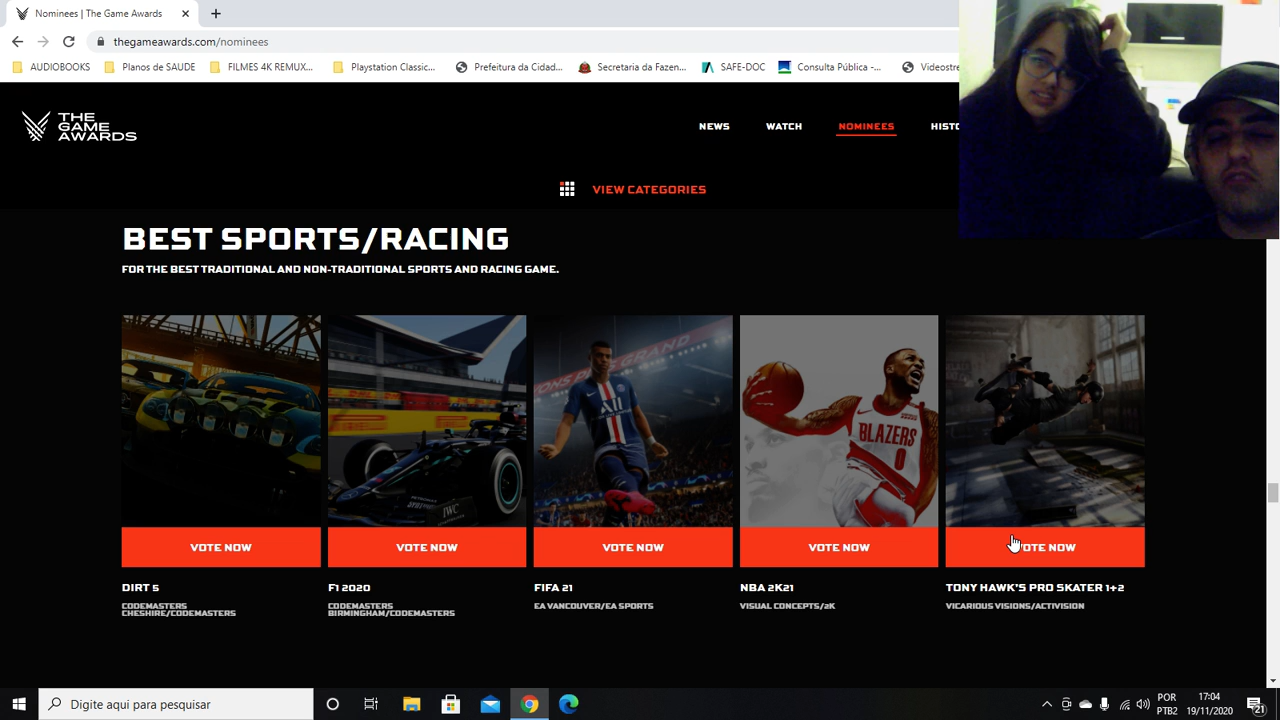 Nominees | The Game Awards
thegameawards.com/nominees
AUDIOBOOKS
Planos de SAUDE
FILMES 4K REMUX...
Playstation Classic...
Prefeitura da Cidad...
Secretaria da Fazen...
SAFE-DOC
Consulta Pública -...
Videostre
THE
GAME
AWARDS
NEWS
WATCH
NOMINEES
HISTO
VIEW CATEGORIES
BEST SPORTS/RACING
FOR THE BEST TRADITIONAL AND NON-TRADITIONAL SPORTS AND RACING GAME.
IWC
BLAZERS
0
VOTE NOW
VOTE NOW
VOTE NOW
VOTE NOW
VOTE NOW
DIRT 5
CODEMASTERS
CHESHIRE/CODEMASTERS
F1 2020
CODEMASTERS
BIRMINGHAM/CODEMASTERS
FIFA 21
EA VANCOUVER/EA SPORTS
NBA 2K21
VISUAL CONCEPTS/2K
TONY HAWK'S PRO SKATER 1+2
VICARIOUS VISIONS/ACTIVISION
Digite aqui para pesquisar
POR
PTB2
17:04
19/11/2020
21